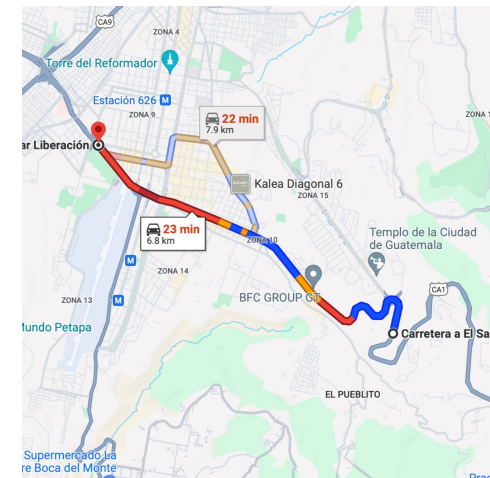 CA9
ZONA 4
Torre del Reformador
Estación 626 M
ZONA 9
22 min
7.9 km
ZONA 1
ar Liberación
Kalea Diagonal 6
ZONA 15
23 min
6.8 km
Templo de la Ciudad
de Guatemala
ZONA 10
M
ZONA 14
CA1
BFC GROUP GT
ZONA 13
M
Mundo Petapa
Carretera a El Sa
EL PUEBLITO
Supermercado La
re Boca del Monte